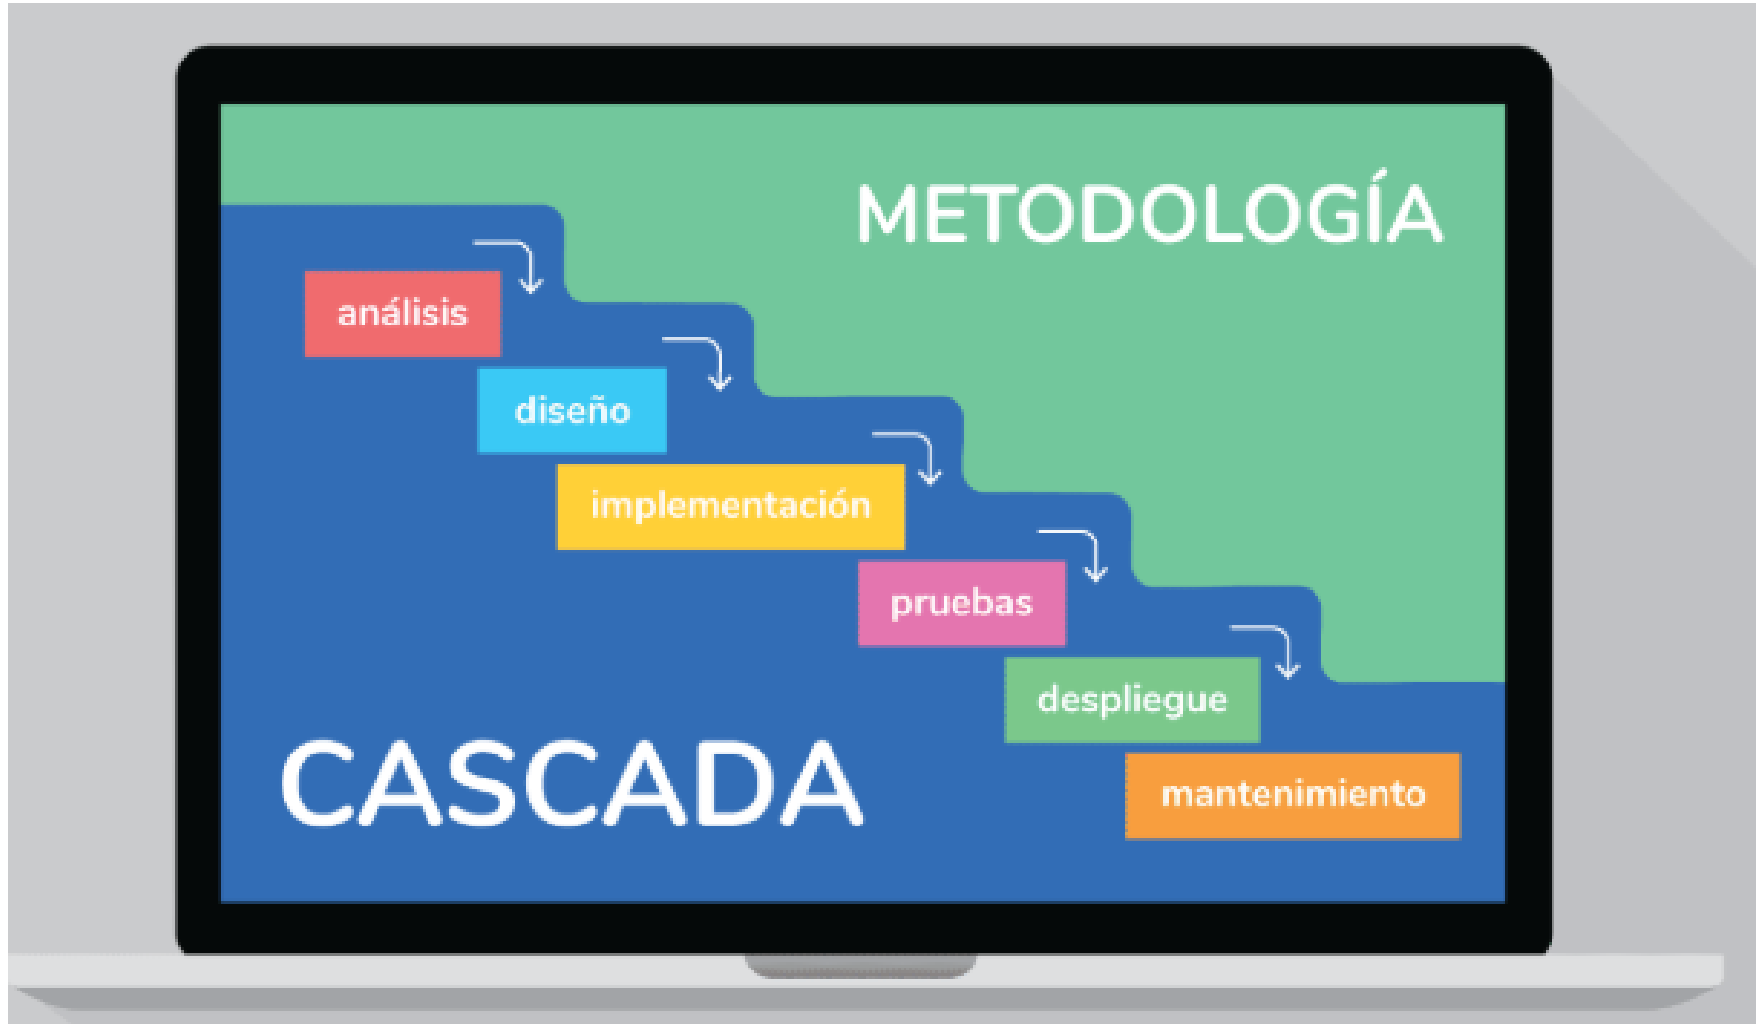 METODOLOGÍA
análisis
diseño
implementación
pruebas
despliegue
mantenimiento
CASCADA